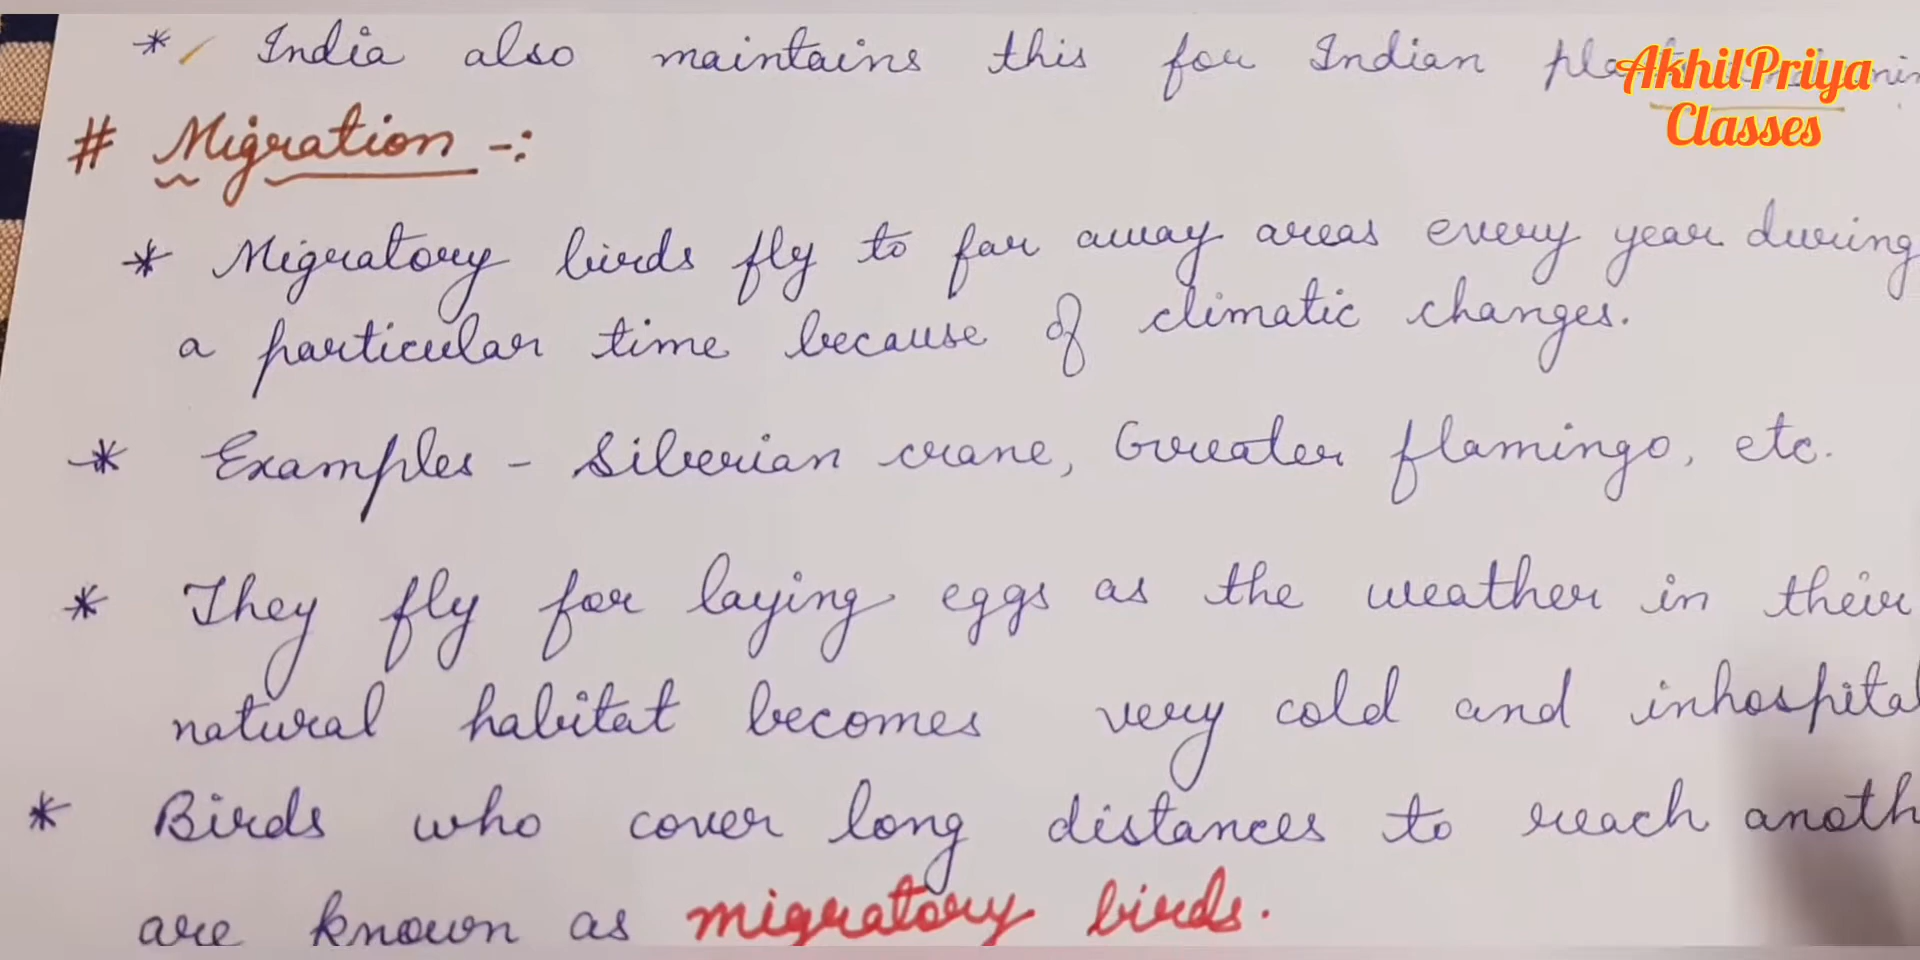 * India also maintains this for Indian
AkhilPriya
Classes
# Migration -:
* Migratory birds fly to far away areas every year during
a particular time because of climatic changes.
* Examples - Siberian crane, Greater flamingo, etc.
* They fly for laying eggs as the weather in their
natural habitat becomes very cold and inhospital
* Birds who cover long distances to reach anoth
are known as migratory birds.